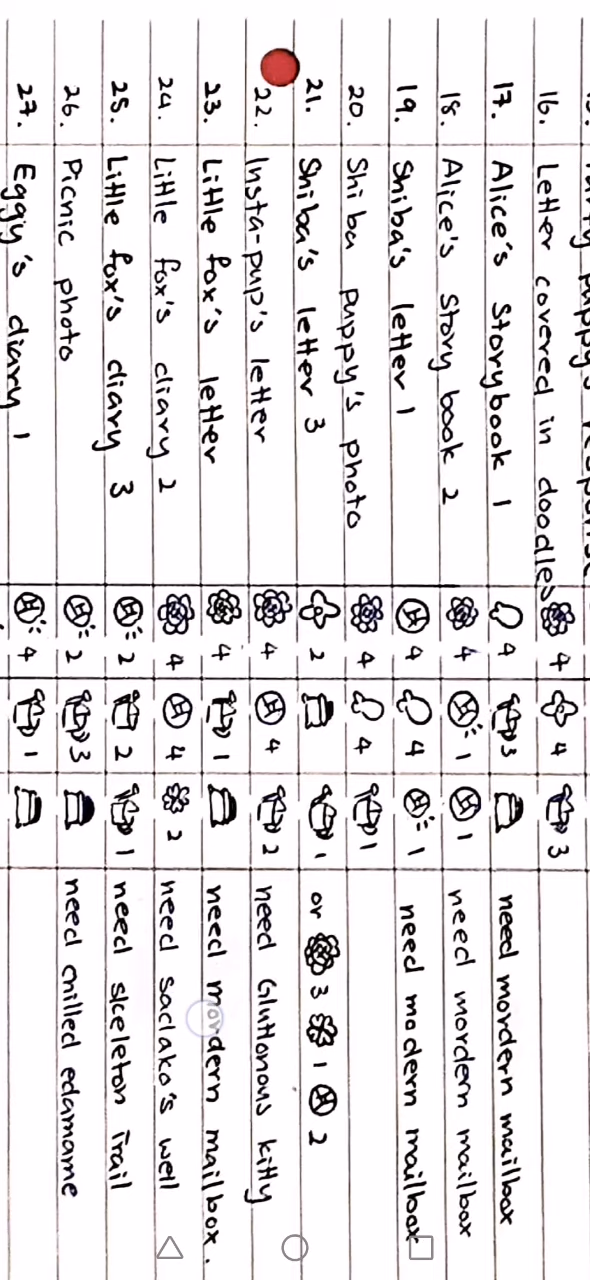 16. Letter covered in doodles 4 4 3
17. Alice's Storybook 1 4 3 need mordern mailbox
18. Alice's Story book 2 4 1 1 need mordern mailbox
19. Shiba's letter 1 4 4 1 need modern mailbox
20. Shiba puppy's photo 4 4 1
21. Shiba's letter 3 2 1 or 3 1 2
22. Insta-pup's letter 4 4 2 need Gluttonous kitty
23. Little fox's letter 4 1 need mordern mailbox.
24. Little fox's diary 2 4 4 2 need Sadako's well
25. Little fox's diary 3 2 2 1 need skeleton Trail
26. Picnic photo 2 3 need chilled edamame
27. Eggy's diary 1 4 1